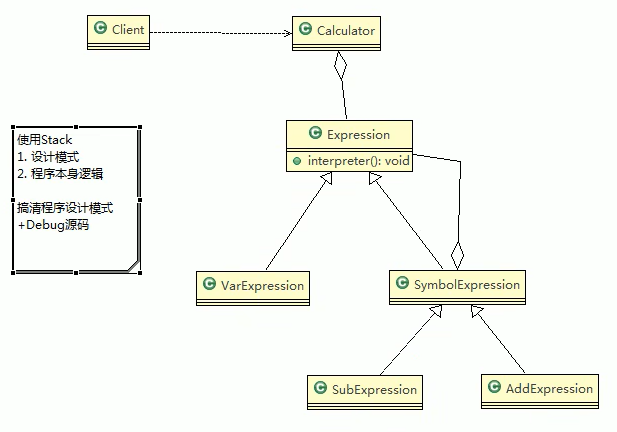 Client
Calculator
使用Stack
1. 设计模式
2. 程序本身逻辑
搞清程序设计模式
+Debug源码
Expression
interpreter(): void
VarExpression
SymbolExpression
SubExpression
AddExpression